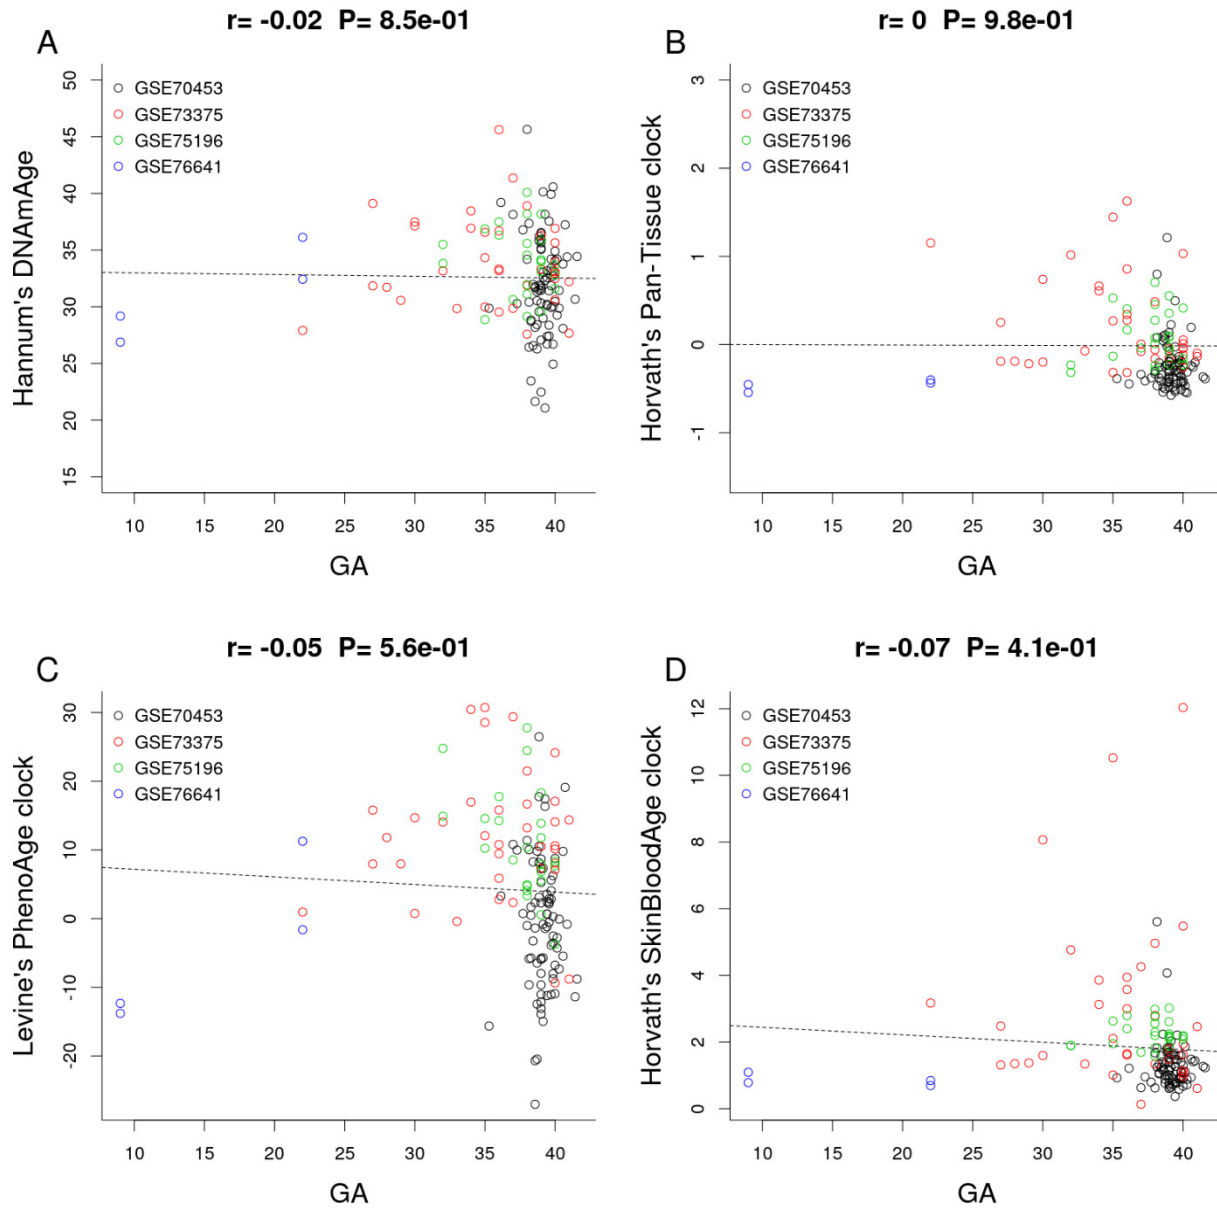 r= -0.02 P= 8.5e-01
A
50
45
40
35
30
25
20
15
Hannum's DNAmAge
GSE70453
GSE73375
GSE75196
GSE76641
10 15 20 25 30 35 40
GA
r= 0 P= 9.8e-01
B
3
2
1
0
-1
Horvath's Pan-Tissue clock
GSE70453
GSE73375
GSE75196
GSE76641
10 15 20 25 30 35 40
GA
r= -0.05 P= 5.6e-01
C
30
20
10
0
-10
-20
Levine's PhenoAge clock
GSE70453
GSE73375
GSE75196
GSE76641
10 15 20 25 30 35 40
GA
r= -0.07 P= 4.1e-01
D
12
10
8
6
4
2
0
Horvath's SkinBloodAge clock
GSE70453
GSE73375
GSE75196
GSE76641
10 15 20 25 30 35 40
GA